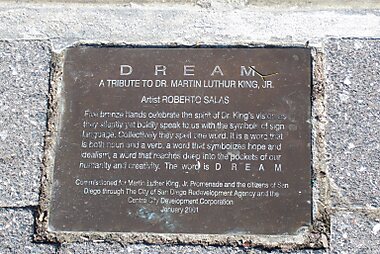 DREAM
A TRIBUTE TO DR. MARTIN LUTHUR KING, JR.
Artist ROBERTO SALAS
Five bronze hands celebrate the spirit of Dr. King's vision as
they silently yet boldly speak to us with the symbols of sign
language. Collectively they spell one word. It is a word that
is both noun and a verb, a word that symbolizes hope and
idealism, a word that reaches deep into the pockets of our
humanity and creativity. The word is D R E A M
Commissioned for Martin Luther King, Jr. Promenade and the citizens of San
Diego through The City of San Diego Redevelopment Agency and the
Centre City Development Corporation
January 2001